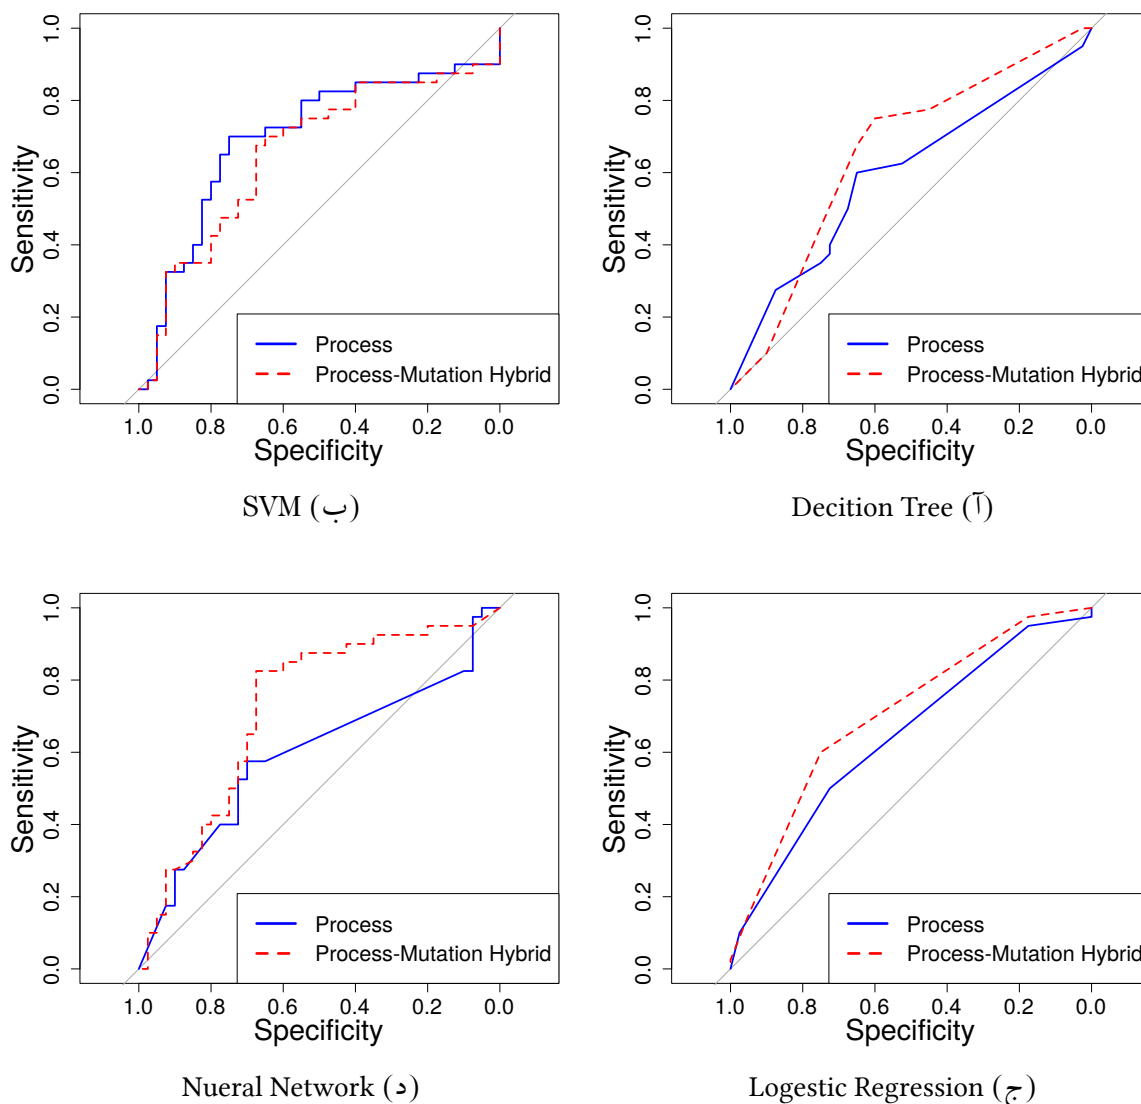 Sensitivity
1.0
0.8
0.6
0.4
0.2
0.0
Process
Process-Mutation Hybrid
1.0 0.8 0.6 0.4 0.2 0.0
Specificity
SVM (ب)
Sensitivity
1.0
0.8
0.6
0.4
0.2
0.0
Process
Process-Mutation Hybrid
1.0 0.8 0.6 0.4 0.2 0.0
Specificity
Decition Tree (آ)
Sensitivity
1.0
0.8
0.6
0.4
0.2
0.0
Process
Process-Mutation Hybrid
1.0 0.8 0.6 0.4 0.2 0.0
Specificity
Nueral Network (د)
Sensitivity
1.0
0.8
0.6
0.4
0.2
0.0
Process
Process-Mutation Hybrid
1.0 0.8 0.6 0.4 0.2 0.0
Specificity
Logestic Regression (ج)